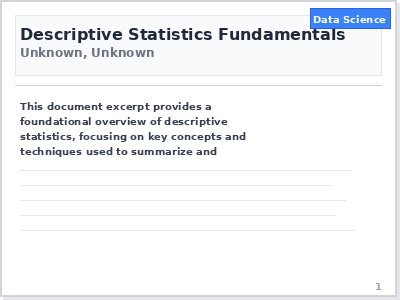 Data Science
Descriptive Statistics Fundamentals
Unknown, Unknown
This document excerpt provides a
foundational overview of descriptive
statistics, focusing on key concepts and
techniques used to summarize and
1